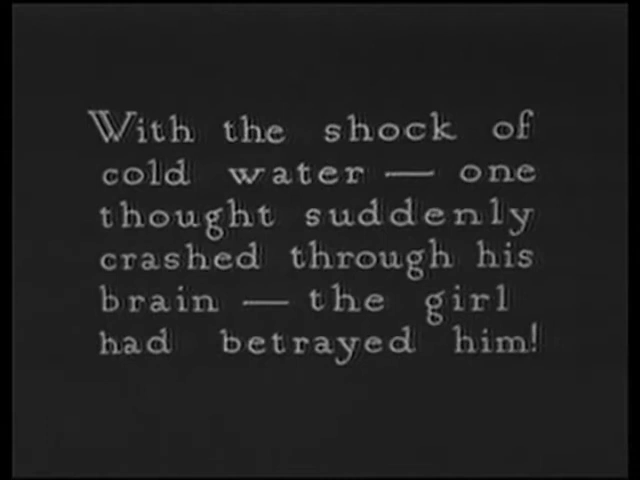 With the shock of
cold water — one
thought suddenly
crashed through his
brain — the girl
had betrayed him!